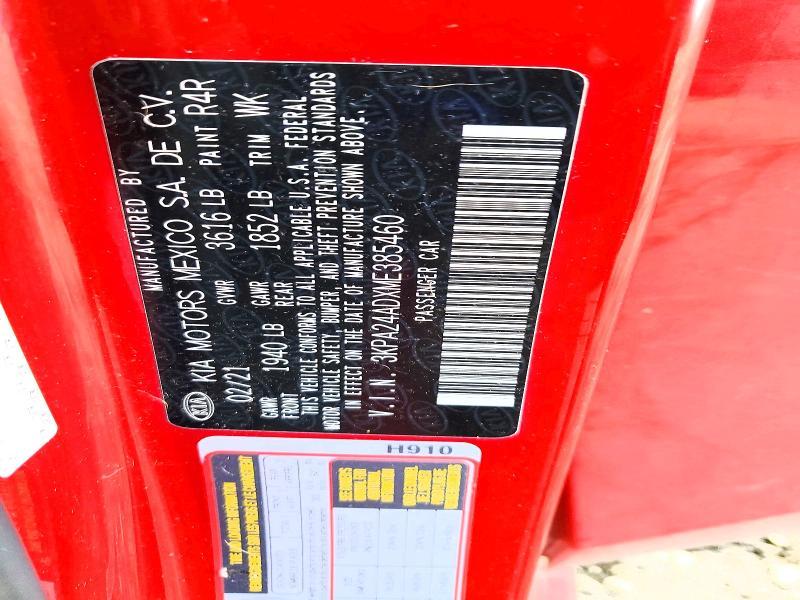 MANUFACTURED BY
KIA KIA MOTORS MEXICO S.A. DE C.V.
02/21 GVWR 3616 LB PAINT R4R
GAWR FRONT 1940 LB GAWR REAR 1852 LB TRIM WK
THIS VEHICLE CONFORMS TO ALL APPLICABLE U.S.A. FEDERAL
MOTOR VEHICLE SAFETY, BUMPER, AND THEFT PREVENTION STANDARDS
IN EFFECT ON THE DATE OF MANUFACTURE SHOWN ABOVE.
V.I.N. 3KPA24ADXME385460
PASSENGER CAR
H910